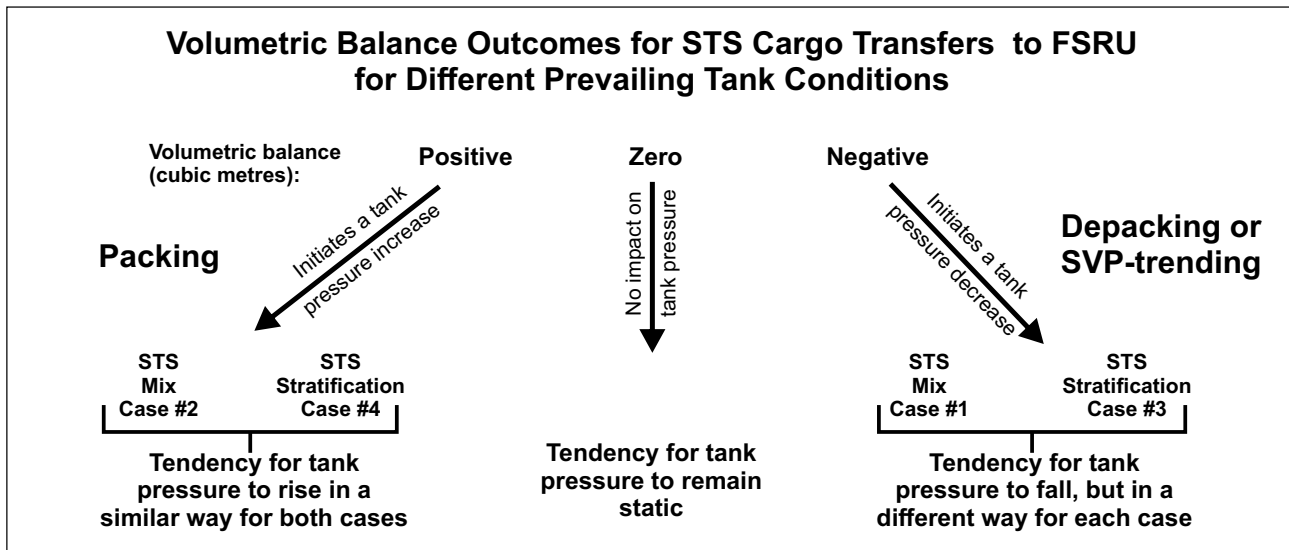 Volumetric Balance Outcomes for STS Cargo Transfers to FSRU
for Different Prevailing Tank Conditions
Volumetric balance
(cubic metres):
Positive
Zero
Negative
Packing
Initiates a tank
pressure increase
No impact on
tank pressure
Initiates a tank
pressure decrease
Depacking or
SVP-trending
STS
Mix
Case #2
STS
Stratification
Case #4
Tendency for tank
pressure to rise in a
similar way for both cases
Tendency for tank
pressure to remain
static
STS
Mix
Case #1
STS
Stratification
Case #3
Tendency for tank
pressure to fall, but in a
different way for each case